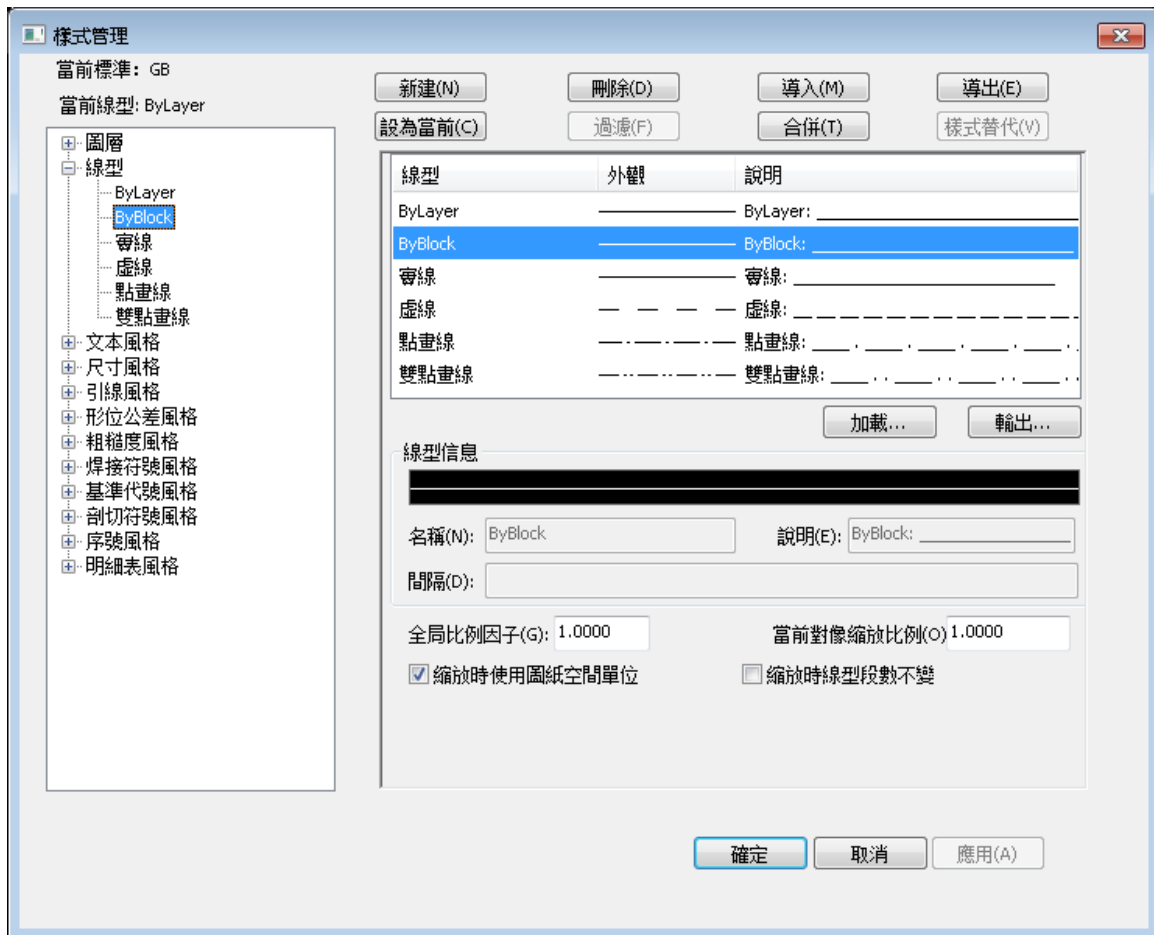 樣式管理
當前標準: GB
當前線型: ByLayer
新建(N) 刪除(D) 導入(M) 導出(E)
設為當前(C) 過濾(F) 合併(T) 樣式替代(V)
圖層
線型
ByLayer
ByBlock
實線
虛線
點畫線
雙點畫線
文本風格
尺寸風格
引線風格
形位公差風格
粗糙度風格
焊接符號風格
基準代號風格
剖切符號風格
序號風格
明細表風格
線型 外觀 說明
ByLayer ByLayer:
ByBlock ByBlock:
實線 實線:
虛線 虛線:
點畫線 點畫線:
雙點畫線 雙點畫線:
加載... 輸出...
線型信息
名稱(N): ByBlock 說明(E): ByBlock:
間隔(D):
全局比例因子(G): 1.0000 當前對像縮放比例(O) 1.0000
縮放時使用圖紙空間單位 縮放時線型段數不變
確定 取消 應用(A)